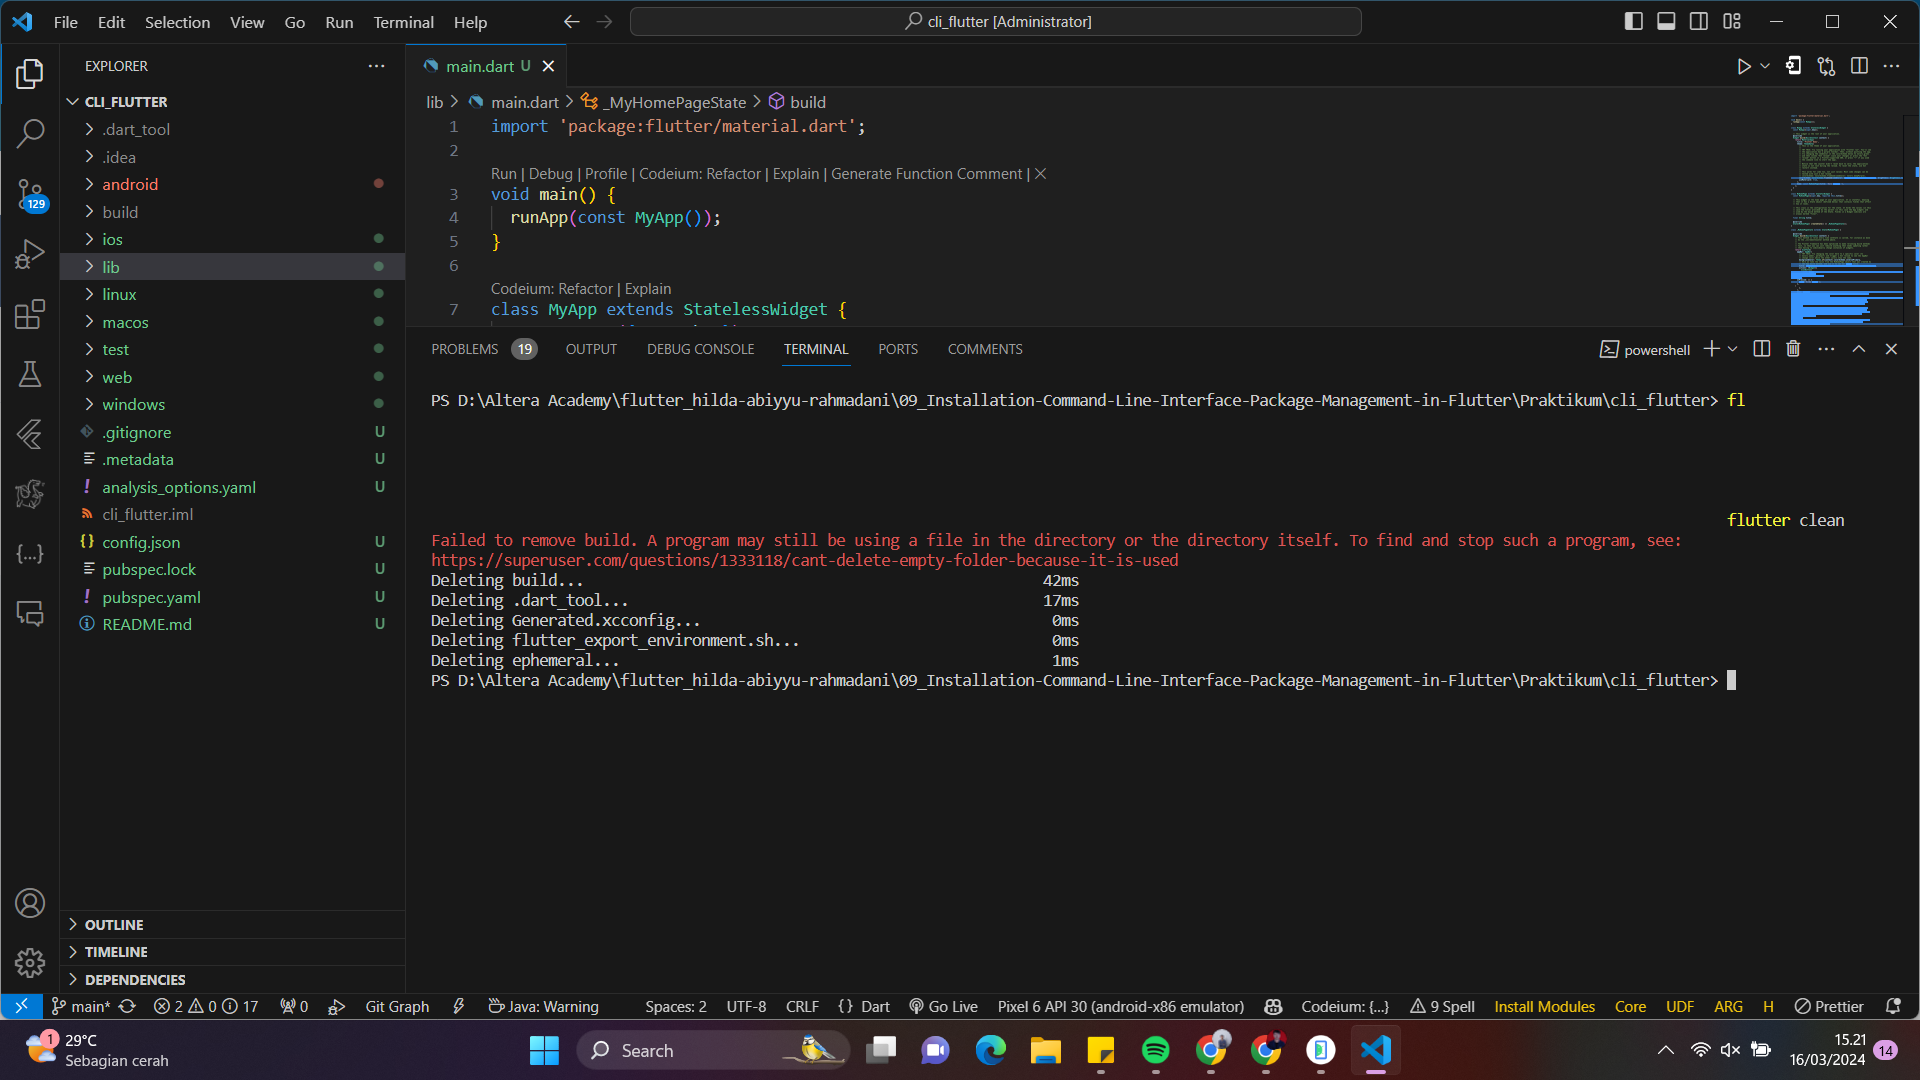 File Edit Selection View Go Run Terminal Help
cli_flutter [Administrator]
EXPLORER
main.dart U
CLI_FLUTTER
.dart_tool
.idea
android
build
ios
lib
linux
macos
test
web
windows
.gitignore U
.metadata U
analysis_options.yaml U
cli_flutter.iml
config.json U
pubspec.lock U
pubspec.yaml U
README.md U
OUTLINE
TIMELINE
DEPENDENCIES
129
lib > main.dart > _MyHomePageState > build
1 import 'package:flutter/material.dart';
2
Run | Debug | Profile | Codeium: Refactor | Explain | Generate Function Comment | X
3 void main() {
4 runApp(const MyApp());
5 }
6
Codeium: Refactor | Explain
7 class MyApp extends StatelessWidget {
PROBLEMS 19 OUTPUT DEBUG CONSOLE TERMINAL PORTS COMMENTS
powershell
PS D:\Altera Academy\flutter_hilda-abiyyu-rahmadani\09_Installation-Command-Line-Interface-Package-Management-in-Flutter\Praktikum\cli_flutter> fl
flutter clean
Failed to remove build. A program may still be using a file in the directory or the directory itself. To find and stop such a program, see:
https://superuser.com/questions/1333118/cant-delete-empty-folder-because-it-is-used
Deleting build... 42ms
Deleting .dart_tool... 17ms
Deleting Generated.xcconfig... 0ms
Deleting flutter_export_environment.sh... 0ms
Deleting ephemeral... 1ms
PS D:\Altera Academy\flutter_hilda-abiyyu-rahmadani\09_Installation-Command-Line-Interface-Package-Management-in-Flutter\Praktikum\cli_flutter>
main* 2 0 17 0 Git Graph Java: Warning Spaces: 2 UTF-8 CRLF { } Dart Go Live Pixel 6 API 30 (android-x86 emulator) Codeium: {...} 9 Spell Install Modules Core UDF ARG H Prettier
1
29°C
Sebagian cerah
Search
15.21
16/03/2024
14